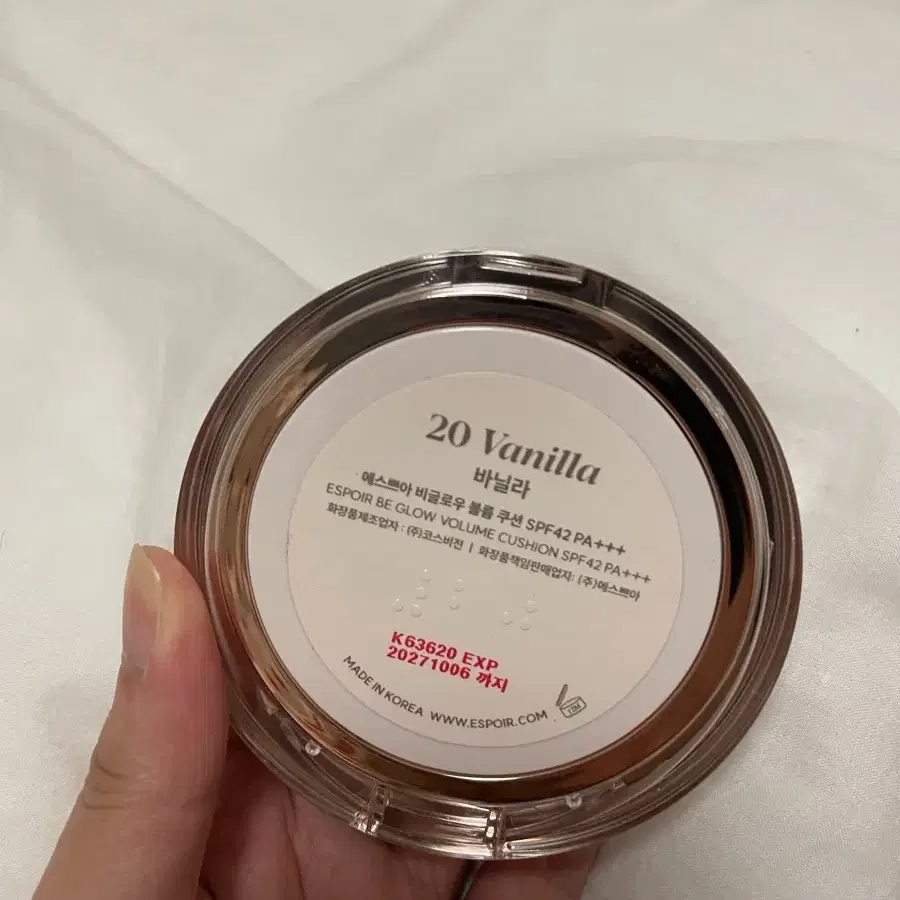 20 Vanilla
바닐라
에스쁘아 비글로우 볼륨 쿠션 SPF42 PA+++
ESPOIR BE GLOW VOLUME CUSHION SPF42 PA+++
화장품제조업자 : (주)코스비전 | 화장품책임판매업자: (주)에스쁘아
K63620 EXP
20271006 까지
MADE IN KOREA WWW.ESPOIR.COM